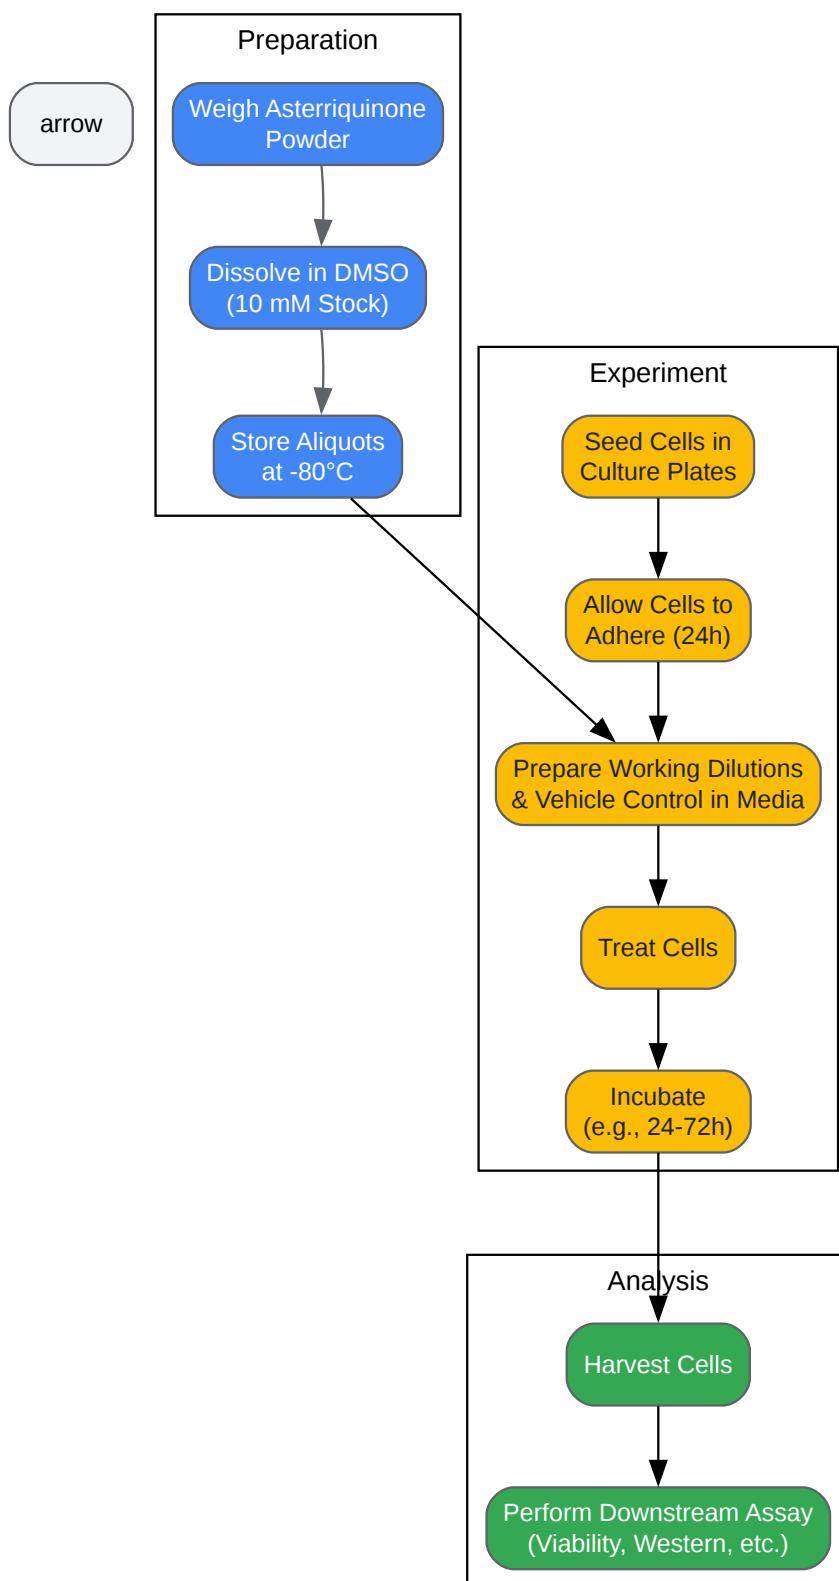 Preparation
arrow
Weigh Asterriquinone
Powder
Dissolve in DMSO
(10 mM Stock)
Store Aliquots
at -80°C
Experiment
Seed Cells in
Culture Plates
Allow Cells to
Adhere (24h)
Prepare Working Dilutions
& Vehicle Control in Media
Treat Cells
Incubate
(e.g., 24-72h)
Analysis
Harvest Cells
Perform Downstream Assay
(Viability, Western, etc.)